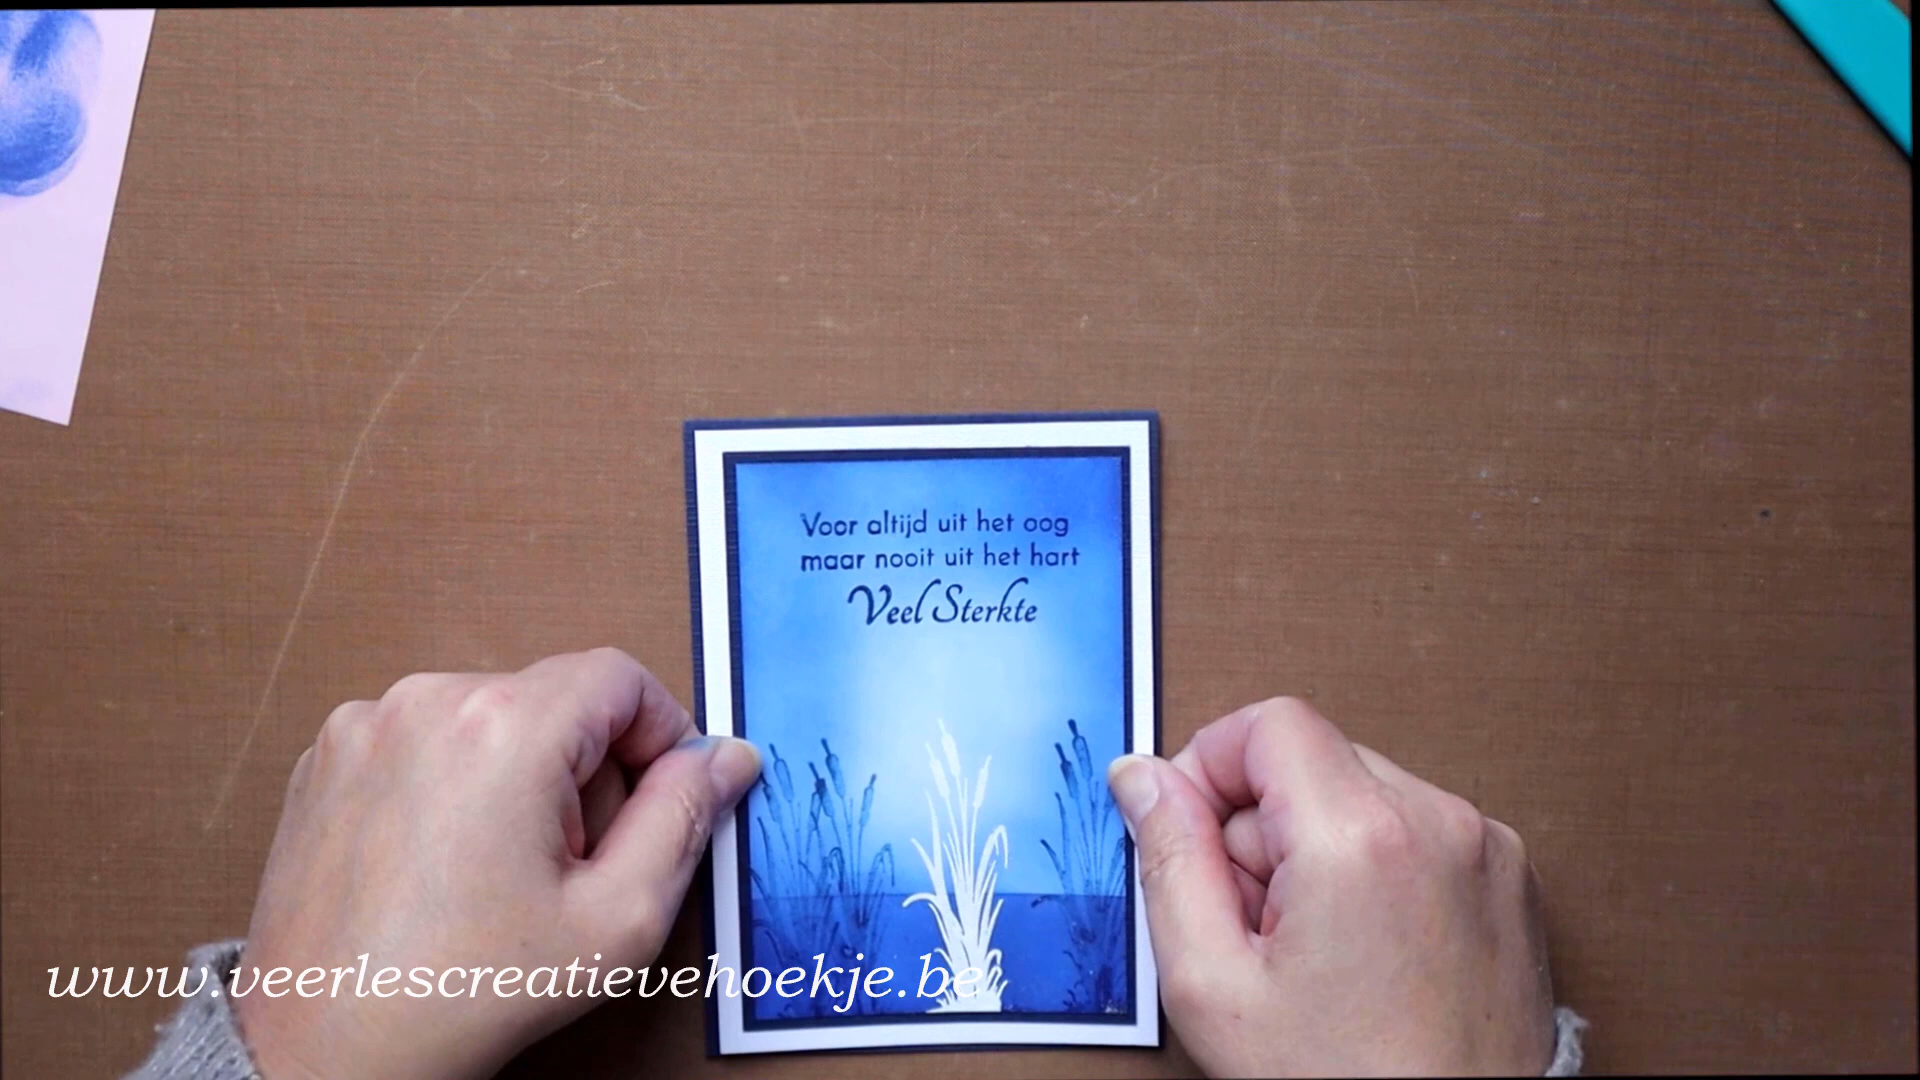 Voor altijd uit het oog
maar nooit uit het hart
Veel Sterkte
www.veerlescreatievehoekje.be